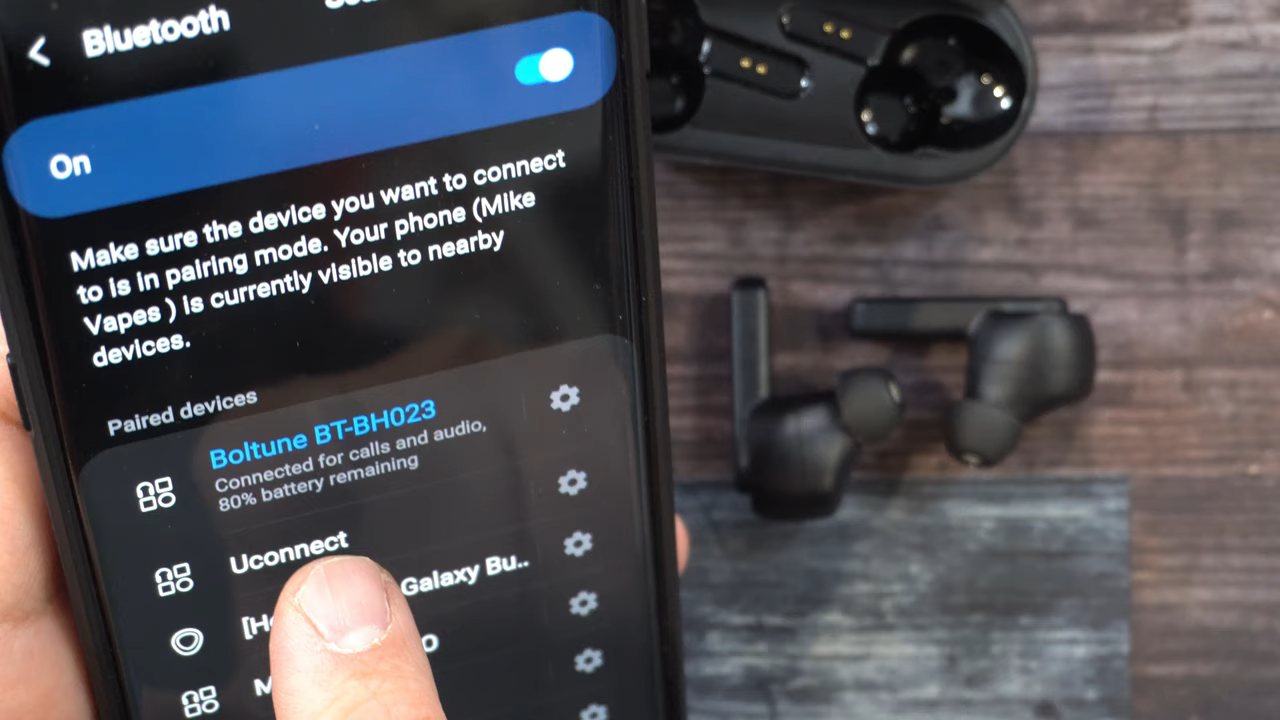 Bluetooth
On
Make sure the device you want to connect
to is in pairing mode. Your phone (Mike
Vapes ) is currently visible to nearby
devices.
Paired devices
Boltune BT-BH023
Connected for calls and audio,
80% battery remaining
Uconnect
Galaxy Bu..